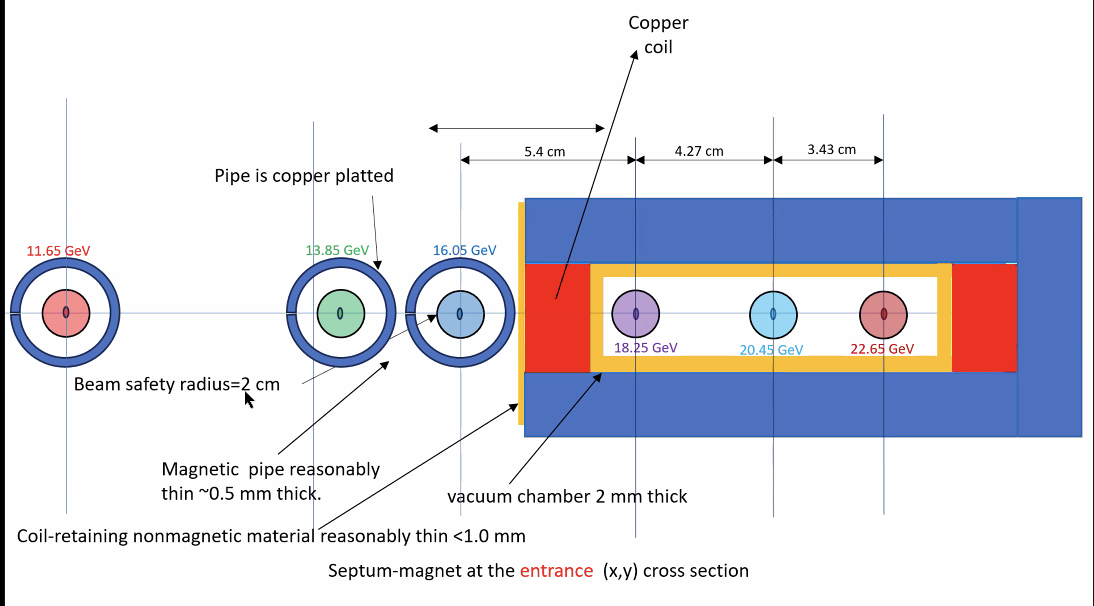 Copper
coil
5.4 cm
4.27 cm
3.43 cm
Pipe is copper platted
11.65 GeV
13.85 GeV
16.05 GeV
18.25 GeV
20.45 GeV
22.65 GeV
Beam safety radius=2 cm
Magnetic pipe reasonably
thin ~0.5 mm thick.
vacuum chamber 2 mm thick
Coil-retaining nonmagnetic material reasonably thin <1.0 mm
Septum-magnet at the entrance (x,y) cross section